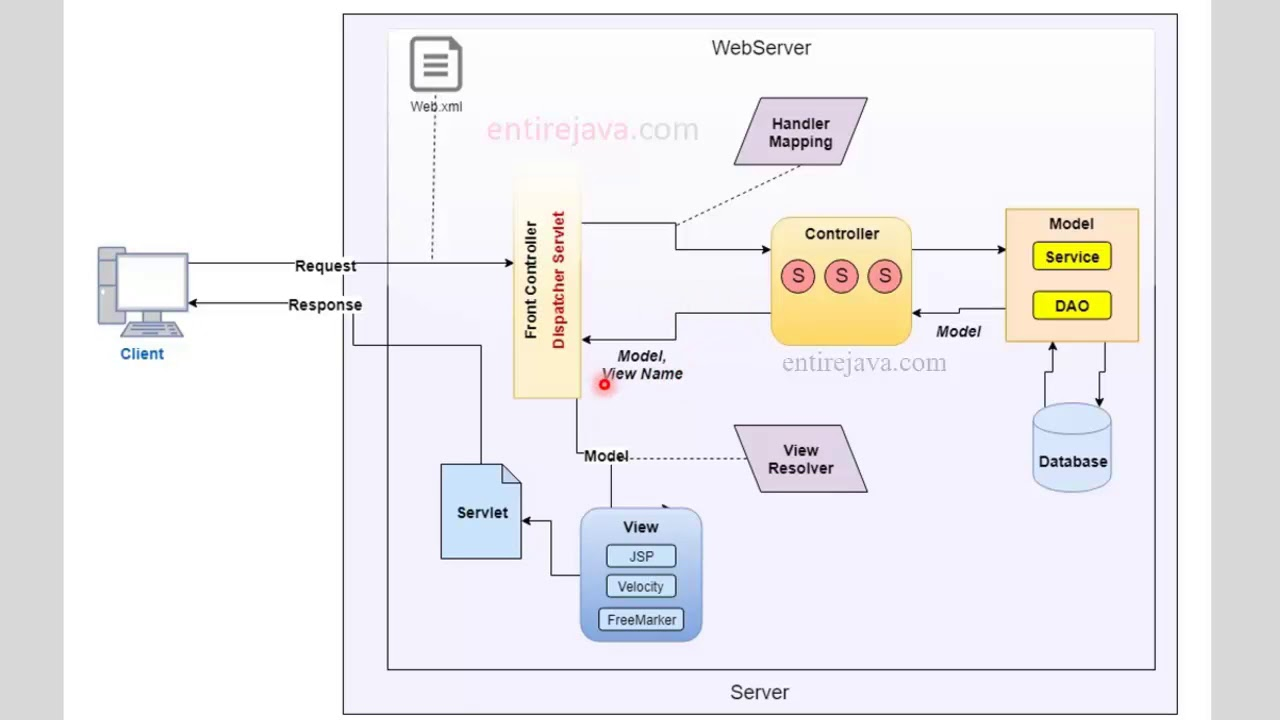 WebServer
Web.xml
entirejava.com
Handler
Mapping
Front Controller
Dispatcher Servlet
Controller
S S S
Model
Service
DAO
Request
Response
Client
Model
Model,
View Name
entirejava.com
Model
View
Resolver
Database
Servlet
View
JSP
Velocity
FreeMarker
Server